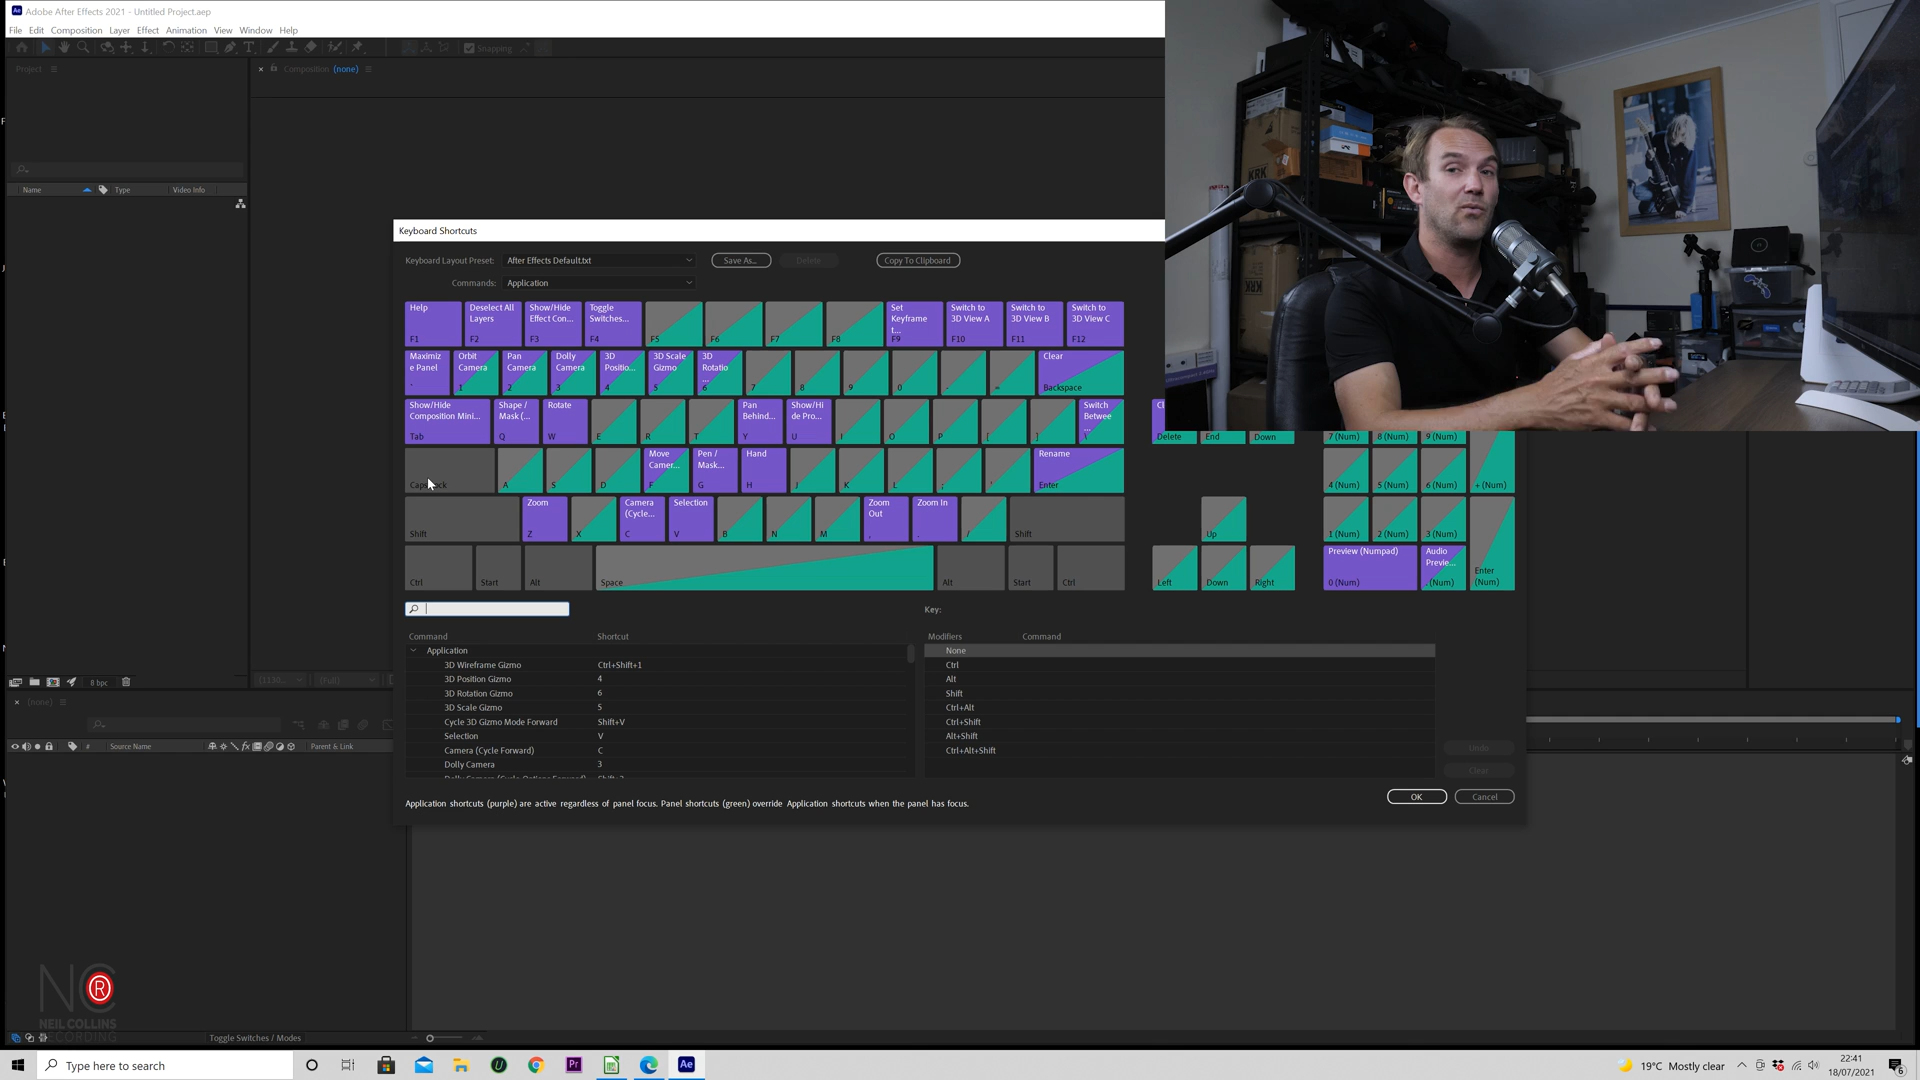 Adobe After Effects 2021 - Untitled Project.aep
File Edit Composition Layer Effect Animation View Window Help
Snapping
Project
Composition (none)
Name Type Video Info
Keyboard Shortcuts
Keyboard Layout Preset: After Effects Default.txt Save As... Delete Copy To Clipboard
Commands: Application
Help F1
Deselect All Layers F2
Show/Hide Effect Con... F3
Toggle Switches... F4
F5 F6 F7 F8
Set Keyframe t... F9
Switch to 3D View A F10
Switch to 3D View B F11
Switch to 3D View C F12
Maximize Panel `
Orbit Camera 1
Pan Camera 2
Dolly Camera 3
3D Positio... 4
3D Scale Gizmo 5
3D Rotatio... 6
7 8 9 0 - =
Clear Backspace
Show/Hide Composition Mini... Tab
Shape / Mask (... Q
Rotate W
E R T
Pan Behind... Y
Show/Hide Pro... U
I O P [ ]
Switch Betwee... \
Delete End Down
7 (Num) 8 (Num) 9 (Num)
A S D
Move Camer... F
Pen / Mask... G
Hand H
J K L ; '
Rename Enter
4 (Num) 5 (Num) 6 (Num) + (Num)
Shift
Zoom Z
X
Camera (Cycle... C
Selection V
B N M
Zoom Out ,
Zoom In .
/ Shift
Up
1 (Num) 2 (Num) 3 (Num)
Ctrl Start Alt Space Alt Start Ctrl
Left Down Right
Preview (Numpad) 0 (Num)
Audio Previe... . (Num)
Enter (Num)
Key:
Command Shortcut
Application
3D Wireframe Gizmo Ctrl+Shift+1
3D Position Gizmo 4
3D Rotation Gizmo 6
3D Scale Gizmo 5
Cycle 3D Gizmo Mode Forward Shift+V
Selection V
Camera (Cycle Forward) C
Dolly Camera 3
Modifiers Command
None
Ctrl
Alt
Shift
Ctrl+Alt
Ctrl+Shift
Alt+Shift
Ctrl+Alt+Shift
Undo
Clear
Application shortcuts (purple) are active regardless of panel focus. Panel shortcuts (green) override Application shortcuts when the panel has focus.
OK Cancel
8 bpc
(Full)
(none)
# Source Name Parent & Link
KRK
KRK
NC R
NEIL COLLINS
RECORDING
Toggle Switches / Modes
Type here to search
Pr Ae
19°C Mostly clear
22:41
18/07/2021
6